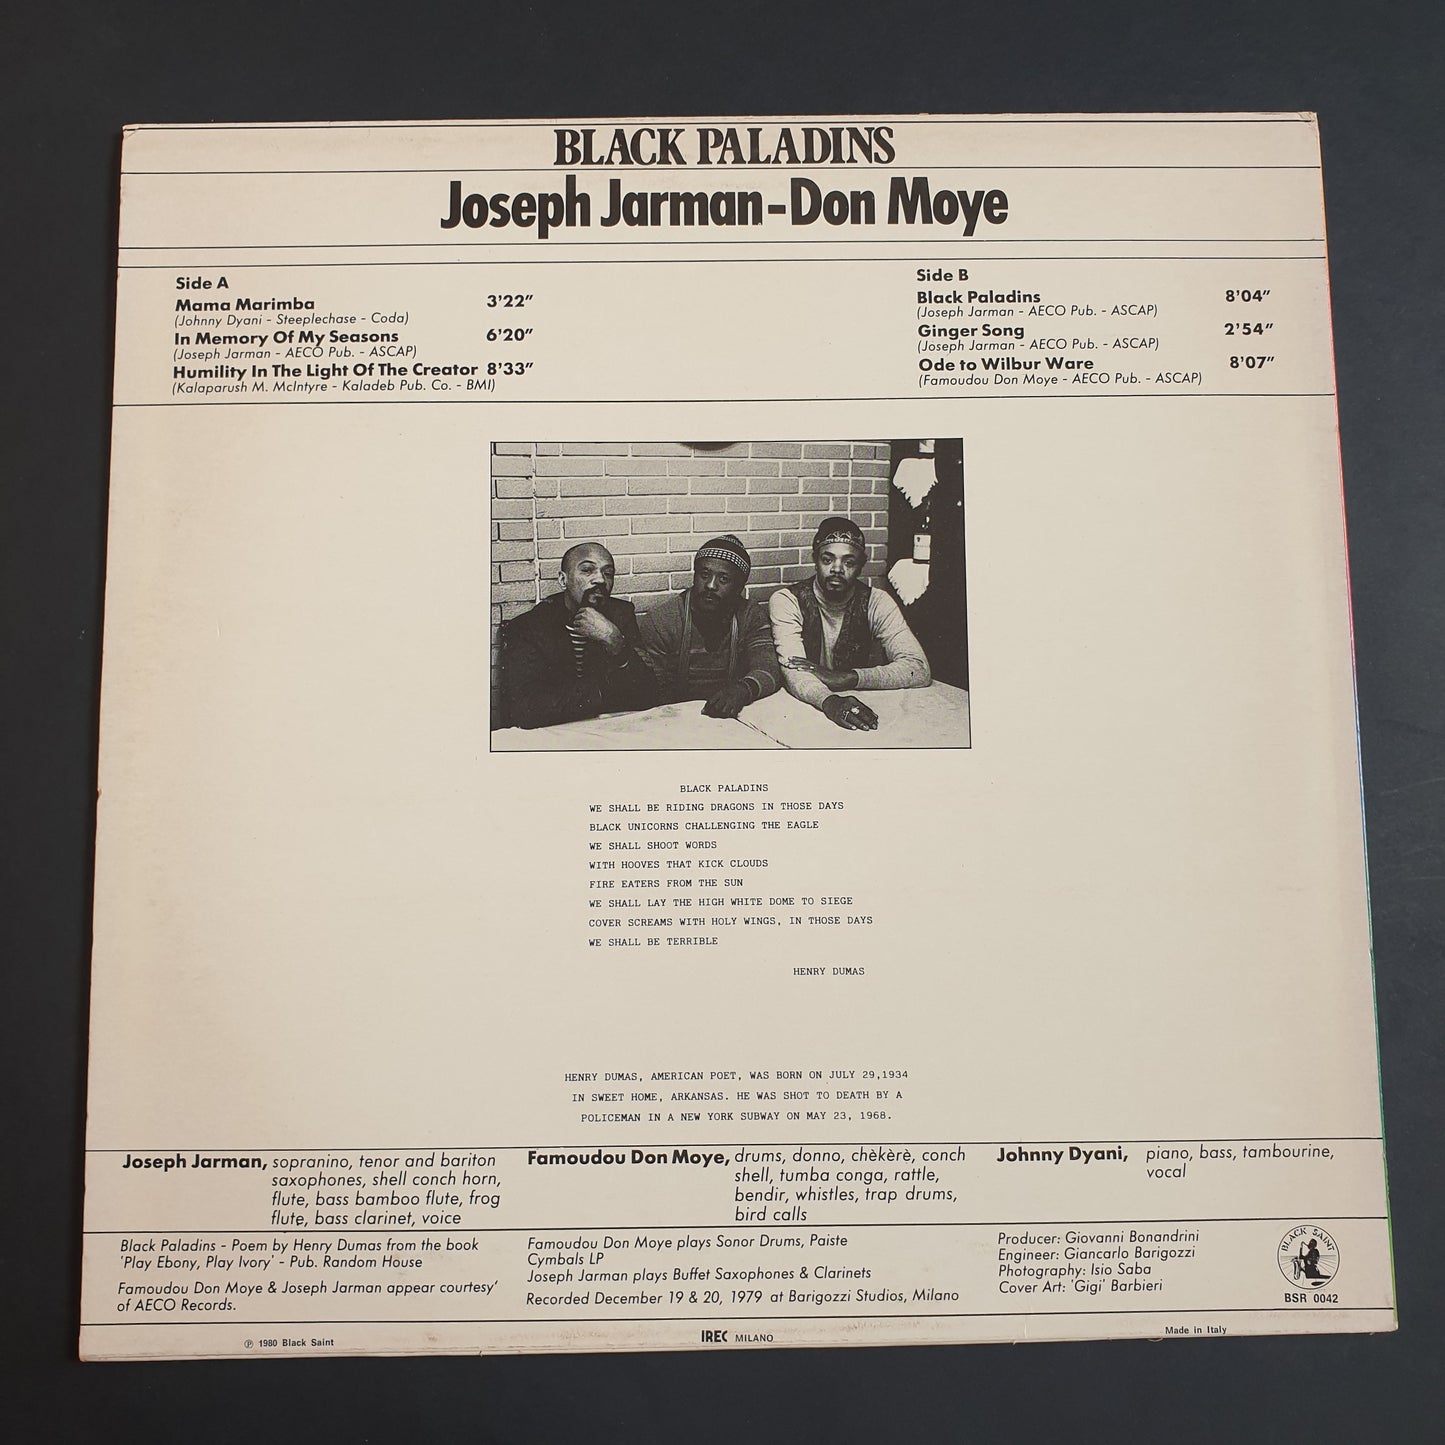 BLACK PALADINS
Joseph Jarman-Don Moye
Side A
Mama Marimba 3'22"
(Johnny Dyani - Steeplechase - Coda)
In Memory Of My Seasons 6'20"
(Joseph Jarman - AECO Pub. - ASCAP)
Humility In The Light Of The Creator 8'33"
(Kalaparush M. McIntyre - Kaladeb Pub. Co. - BMI)
Side B
Black Paladins 8'04"
(Joseph Jarman - AECO Pub. - ASCAP)
Ginger Song 2'54"
(Joseph Jarman - AECO Pub. - ASCAP)
Ode to Wilbur Ware 8'07"
(Famoudou Don Moye - AECO Pub. - ASCAP)
BLACK PALADINS
WE SHALL BE RIDING DRAGONS IN THOSE DAYS
BLACK UNICORNS CHALLENGING THE EAGLE
WE SHALL SHOOT WORDS
WITH HOOVES THAT KICK CLOUDS
FIRE EATERS FROM THE SUN
WE SHALL LAY THE HIGH WHITE DOME TO SIEGE
COVER SCREAMS WITH HOLY WINGS, IN THOSE DAYS
WE SHALL BE TERRIBLE
HENRY DUMAS
HENRY DUMAS, AMERICAN POET, WAS BORN ON JULY 29,1934
IN SWEET HOME, ARKANSAS. HE WAS SHOT TO DEATH BY A
POLICEMAN IN A NEW YORK SUBWAY ON MAY 23, 1968.
Joseph Jarman, sopranino, tenor and bariton
saxophones, shell conch horn,
flute, bass bamboo flute, frog
flute, bass clarinet, voice
Famoudou Don Moye, drums, donno, chèkèrè, conch
shell, tumba conga, rattle,
bendir, whistles, trap drums,
bird calls
Johnny Dyani, piano, bass, tambourine,
vocal
Black Paladins - Poem by Henry Dumas from the book
'Play Ebony, Play Ivory' - Pub. Random House
Famoudou Don Moye & Joseph Jarman appear courtesy'
of AECO Records.
Famoudou Don Moye plays Sonor Drums, Paiste
Cymbals LP
Joseph Jarman plays Buffet Saxophones & Clarinets
Recorded December 19 & 20, 1979 at Barigozzi Studios, Milano
Producer: Giovanni Bonandrini
Engineer: Giancarlo Barigozzi
Photography: Isio Saba
Cover Art: 'Gigi' Barbieri
BLACK SAINT
BSR 0042
℗ 1980 Black Saint
IREC MILANO
Made in Italy